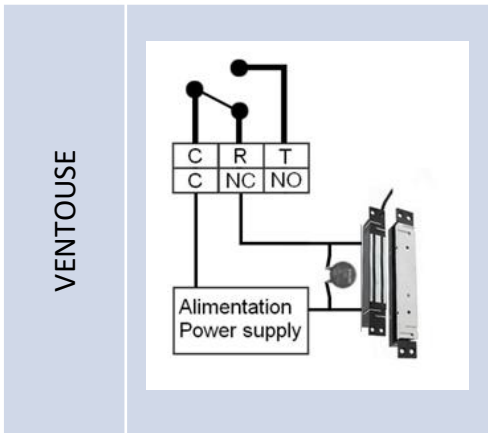 VENTOUSE
C R T
C NC NO
Alimentation
Power supply